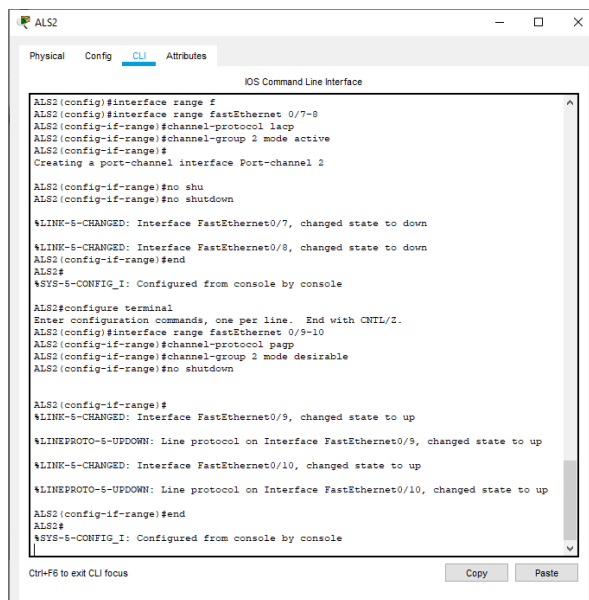 ALS2
Physical Config CLI Attributes
IOS Command Line Interface
ALS2(config)#interface range f
ALS2(config)#interface range fastEthernet 0/7-8
ALS2(config-if-range)#channel-protocol lacp
ALS2(config-if-range)#channel-group 2 mode active
ALS2(config-if-range)#
Creating a port-channel interface Port-channel 2
ALS2(config-if-range)#no shu
ALS2(config-if-range)#no shutdown
%LINK-5-CHANGED: Interface FastEthernet0/7, changed state to down
%LINK-5-CHANGED: Interface FastEthernet0/8, changed state to down
ALS2(config-if-range)#end
ALS2#
%SYS-5-CONFIG_I: Configured from console by console
ALS2#configure terminal
Enter configuration commands, one per line.  End with CNTL/Z.
ALS2(config)#interface range fastEthernet 0/9-10
ALS2(config-if-range)#channel-protocol pagp
ALS2(config-if-range)#channel-group 2 mode desirable
ALS2(config-if-range)#no shutdown
ALS2(config-if-range)#
%LINK-5-CHANGED: Interface FastEthernet0/9, changed state to up
%LINEPROTO-5-UPDOWN: Line protocol on Interface FastEthernet0/9, changed state to up
%LINK-5-CHANGED: Interface FastEthernet0/10, changed state to up
%LINEPROTO-5-UPDOWN: Line protocol on Interface FastEthernet0/10, changed state to up
ALS2(config-if-range)#end
ALS2#
%SYS-5-CONFIG_I: Configured from console by console
Ctrl+F6 to exit CLI focus
Copy Paste